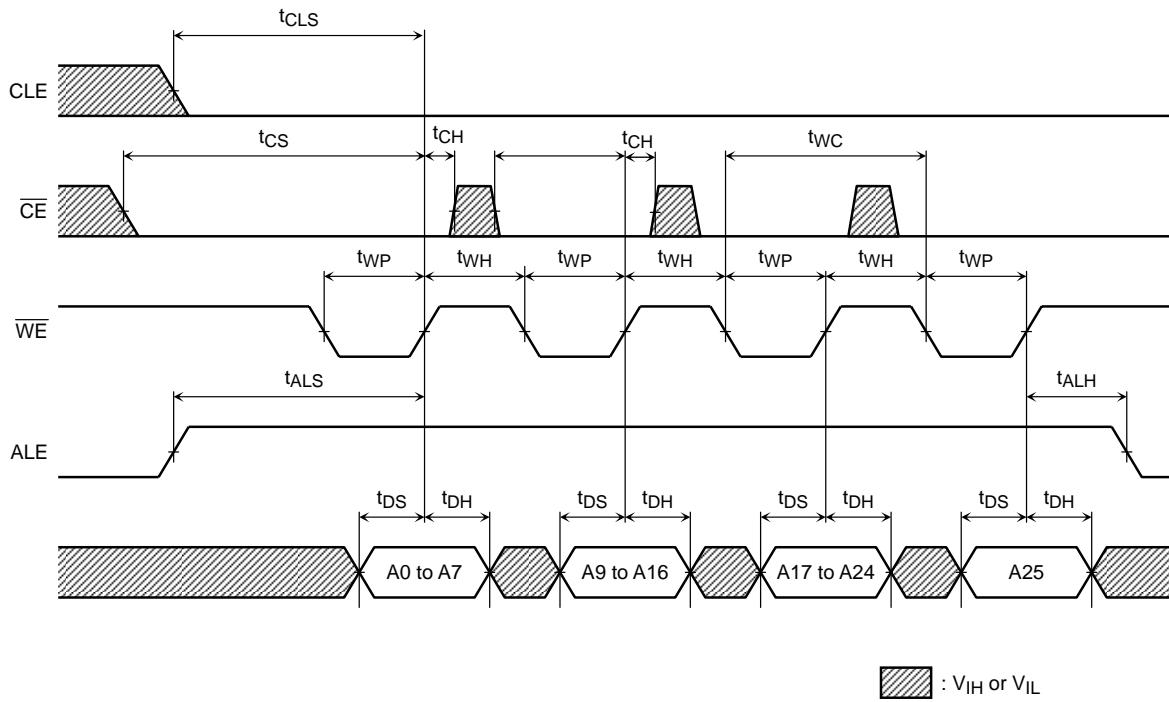 tCLS
CLE
tCS tCH tCH tWC
CE
tWP tWH tWP tWH tWP tWH tWP
WE
tALS tALH
ALE
tDS tDH tDS tDH tDS tDH tDS tDH
A0 to A7 A9 to A16 A17 to A24 A25
: VIH or VIL